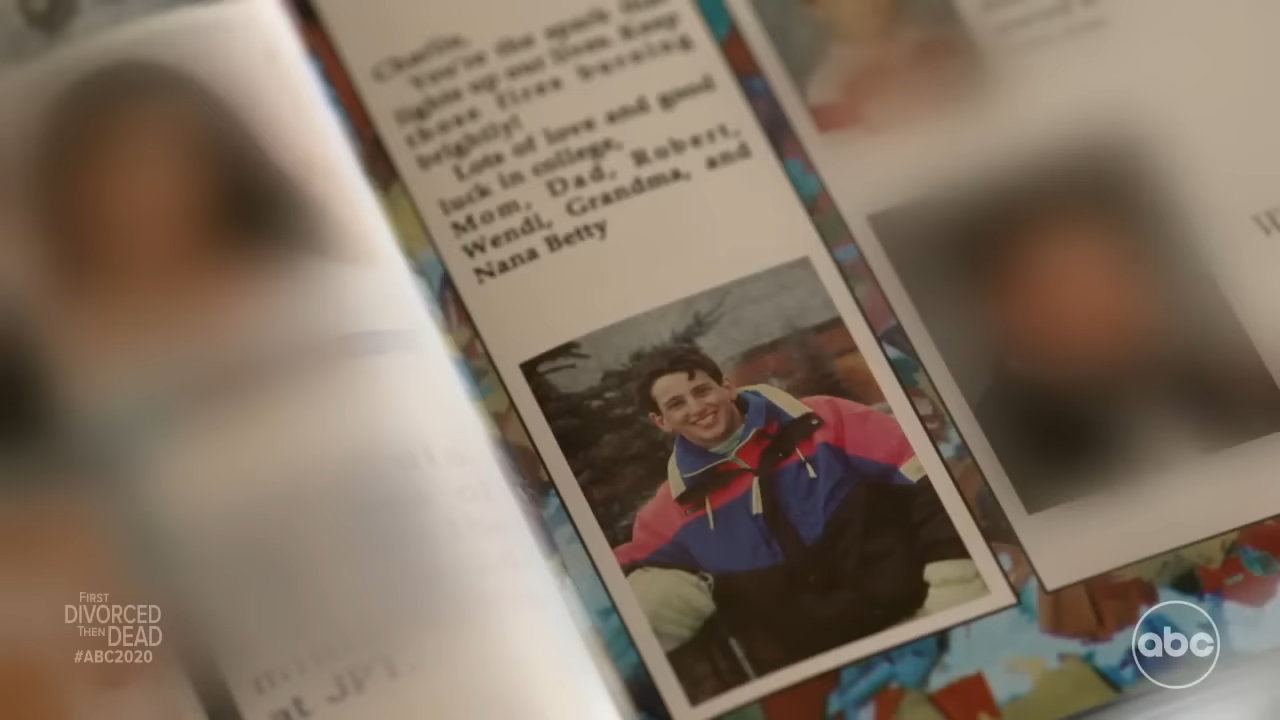 Charlie,
You're the spark that
lights up our lives. Keep
those fires burning
brightly!
Lots of love and good
luck in college,
Mom, Dad, Robert,
Wendi, Grandma, and
Nana Betty
FIRST
DIVORCED
THEN DEAD
#ABC2020
abc